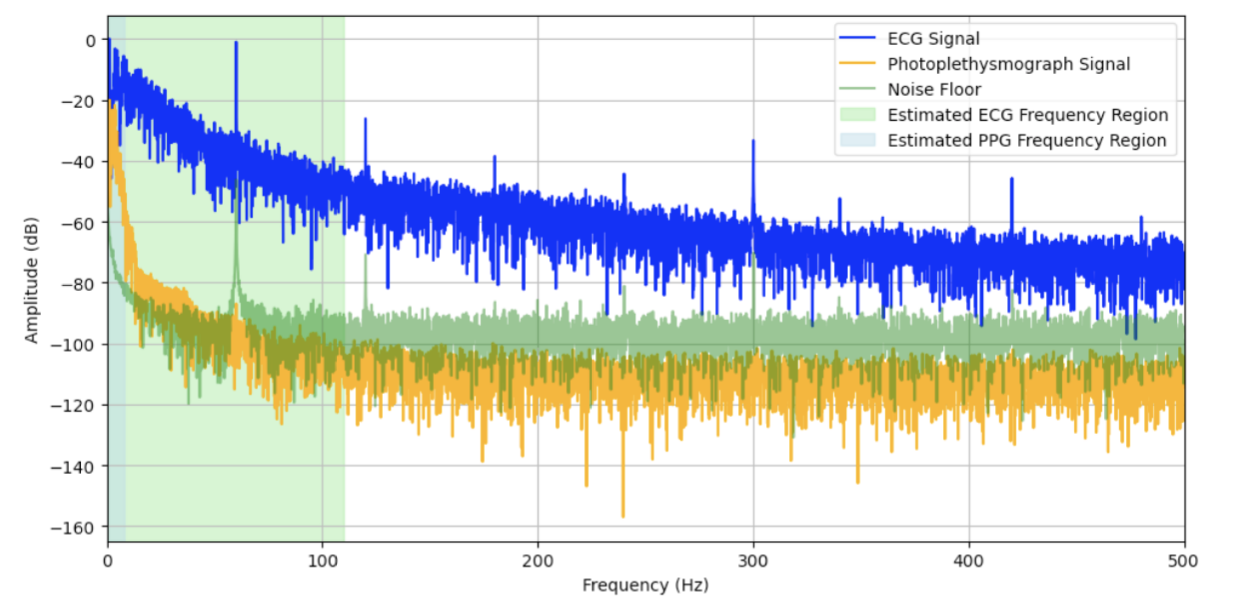 ECG Signal
Photoplethysmograph Signal
Noise Floor
Estimated ECG Frequency Region
Estimated PPG Frequency Region
Amplitude (dB)
0
−20
−40
−60
−80
−100
−120
−140
−160
0 100 200 300 400 500
Frequency (Hz)